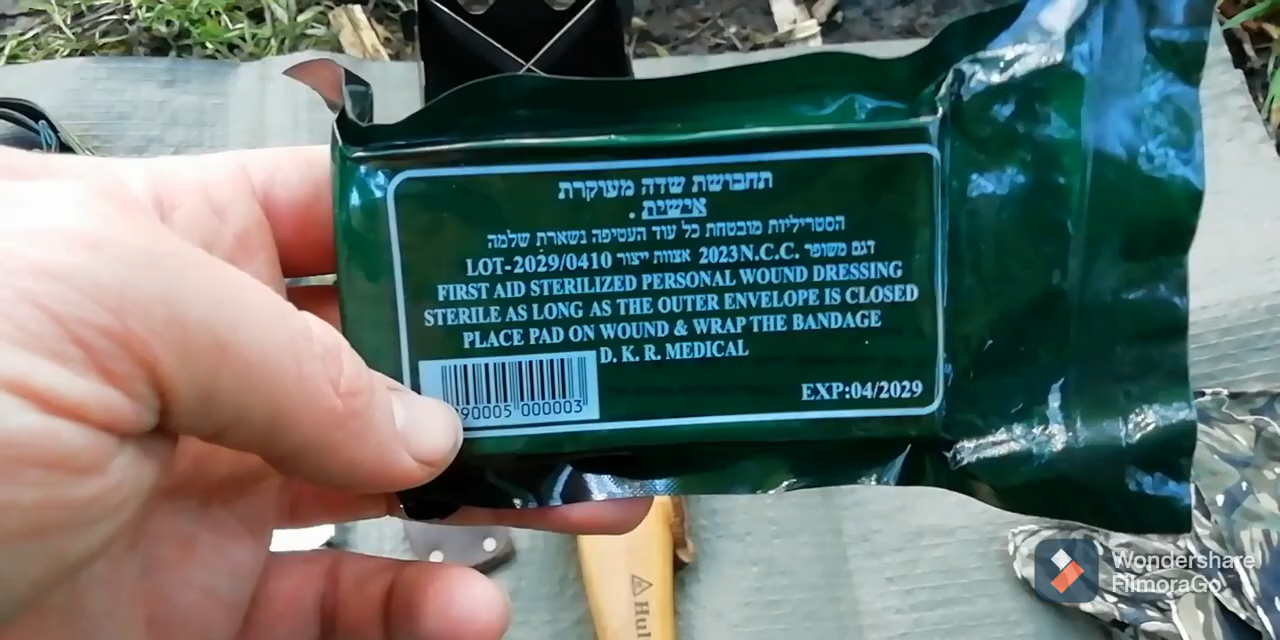 תחבושת שדה מעוקרת
אישית .
הסטריליות מובטחת כל עוד העטיפה נשארת שלמה
דגם משופר 2023N.C.C. אצוות ייצור LOT-2029/0410
FIRST AID STERILIZED PERSONAL WOUND DRESSING
STERILE AS LONG AS THE OUTER ENVELOPE IS CLOSED
PLACE PAD ON WOUND & WRAP THE BANDAGE
D. K. R. MEDICAL
90005 000003
EXP:04/2029
Hul
Wondershare
FilmoraGo